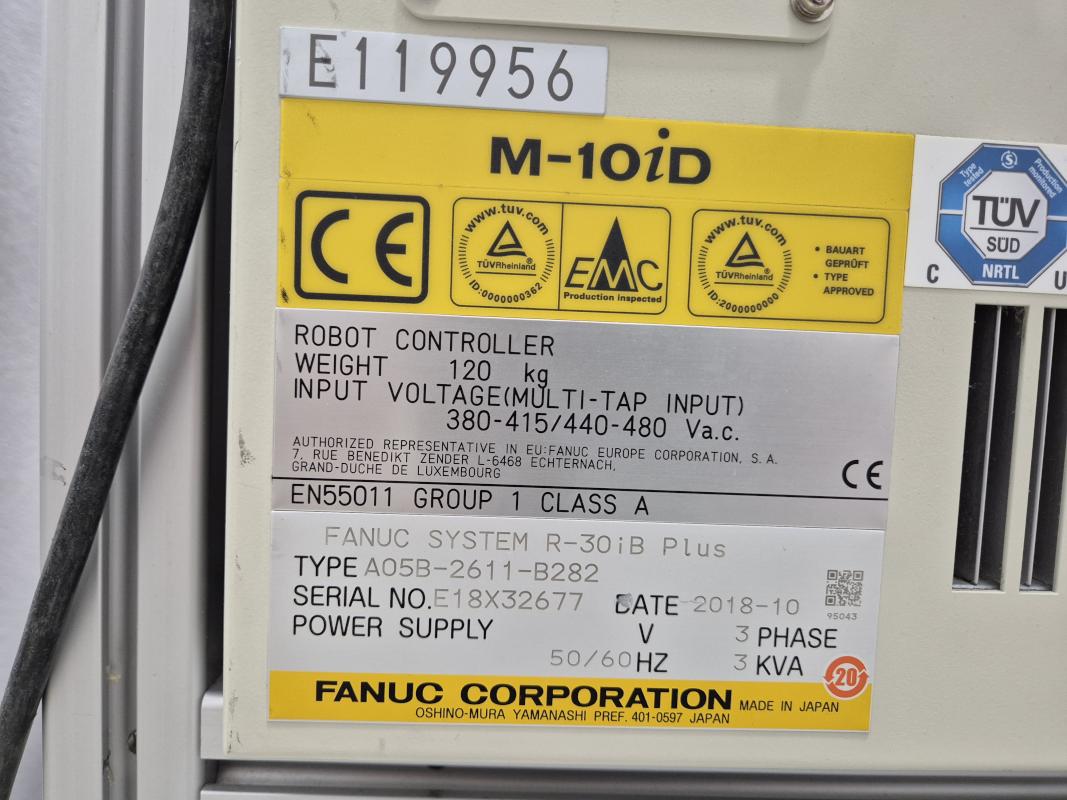 E119956
M-10iD
CE
www.tuv.com
TÜVRheinland
ID:0000000362
EMC
Production inspected
www.tuv.com
TÜVRheinland
ID:2000000000
• BAUART
GEPRÜFT
• TYPE
APPROVED
Type tested
S
Production monitored
TÜV
SÜD
NRTL
C U
ROBOT CONTROLLER
WEIGHT 120 kg
INPUT VOLTAGE(MULTI-TAP INPUT)
380-415/440-480 Va.c.
AUTHORIZED REPRESENTATIVE IN EU:FANUC EUROPE CORPORATION, S. A.
7, RUE BENEDIKT ZENDER L-6468 ECHTERNACH,
GRAND-DUCHE DE LUXEMBOURG
CE
EN55011 GROUP 1 CLASS A
FANUC SYSTEM R-30iB Plus
TYPE A05B-2611-B282
SERIAL NO. E18X32677 DATE 2018-10
95043
POWER SUPPLY V 3 PHASE
50/60 HZ 3 KVA
20
FANUC CORPORATION MADE IN JAPAN
OSHINO-MURA YAMANASHI PREF. 401-0597 JAPAN